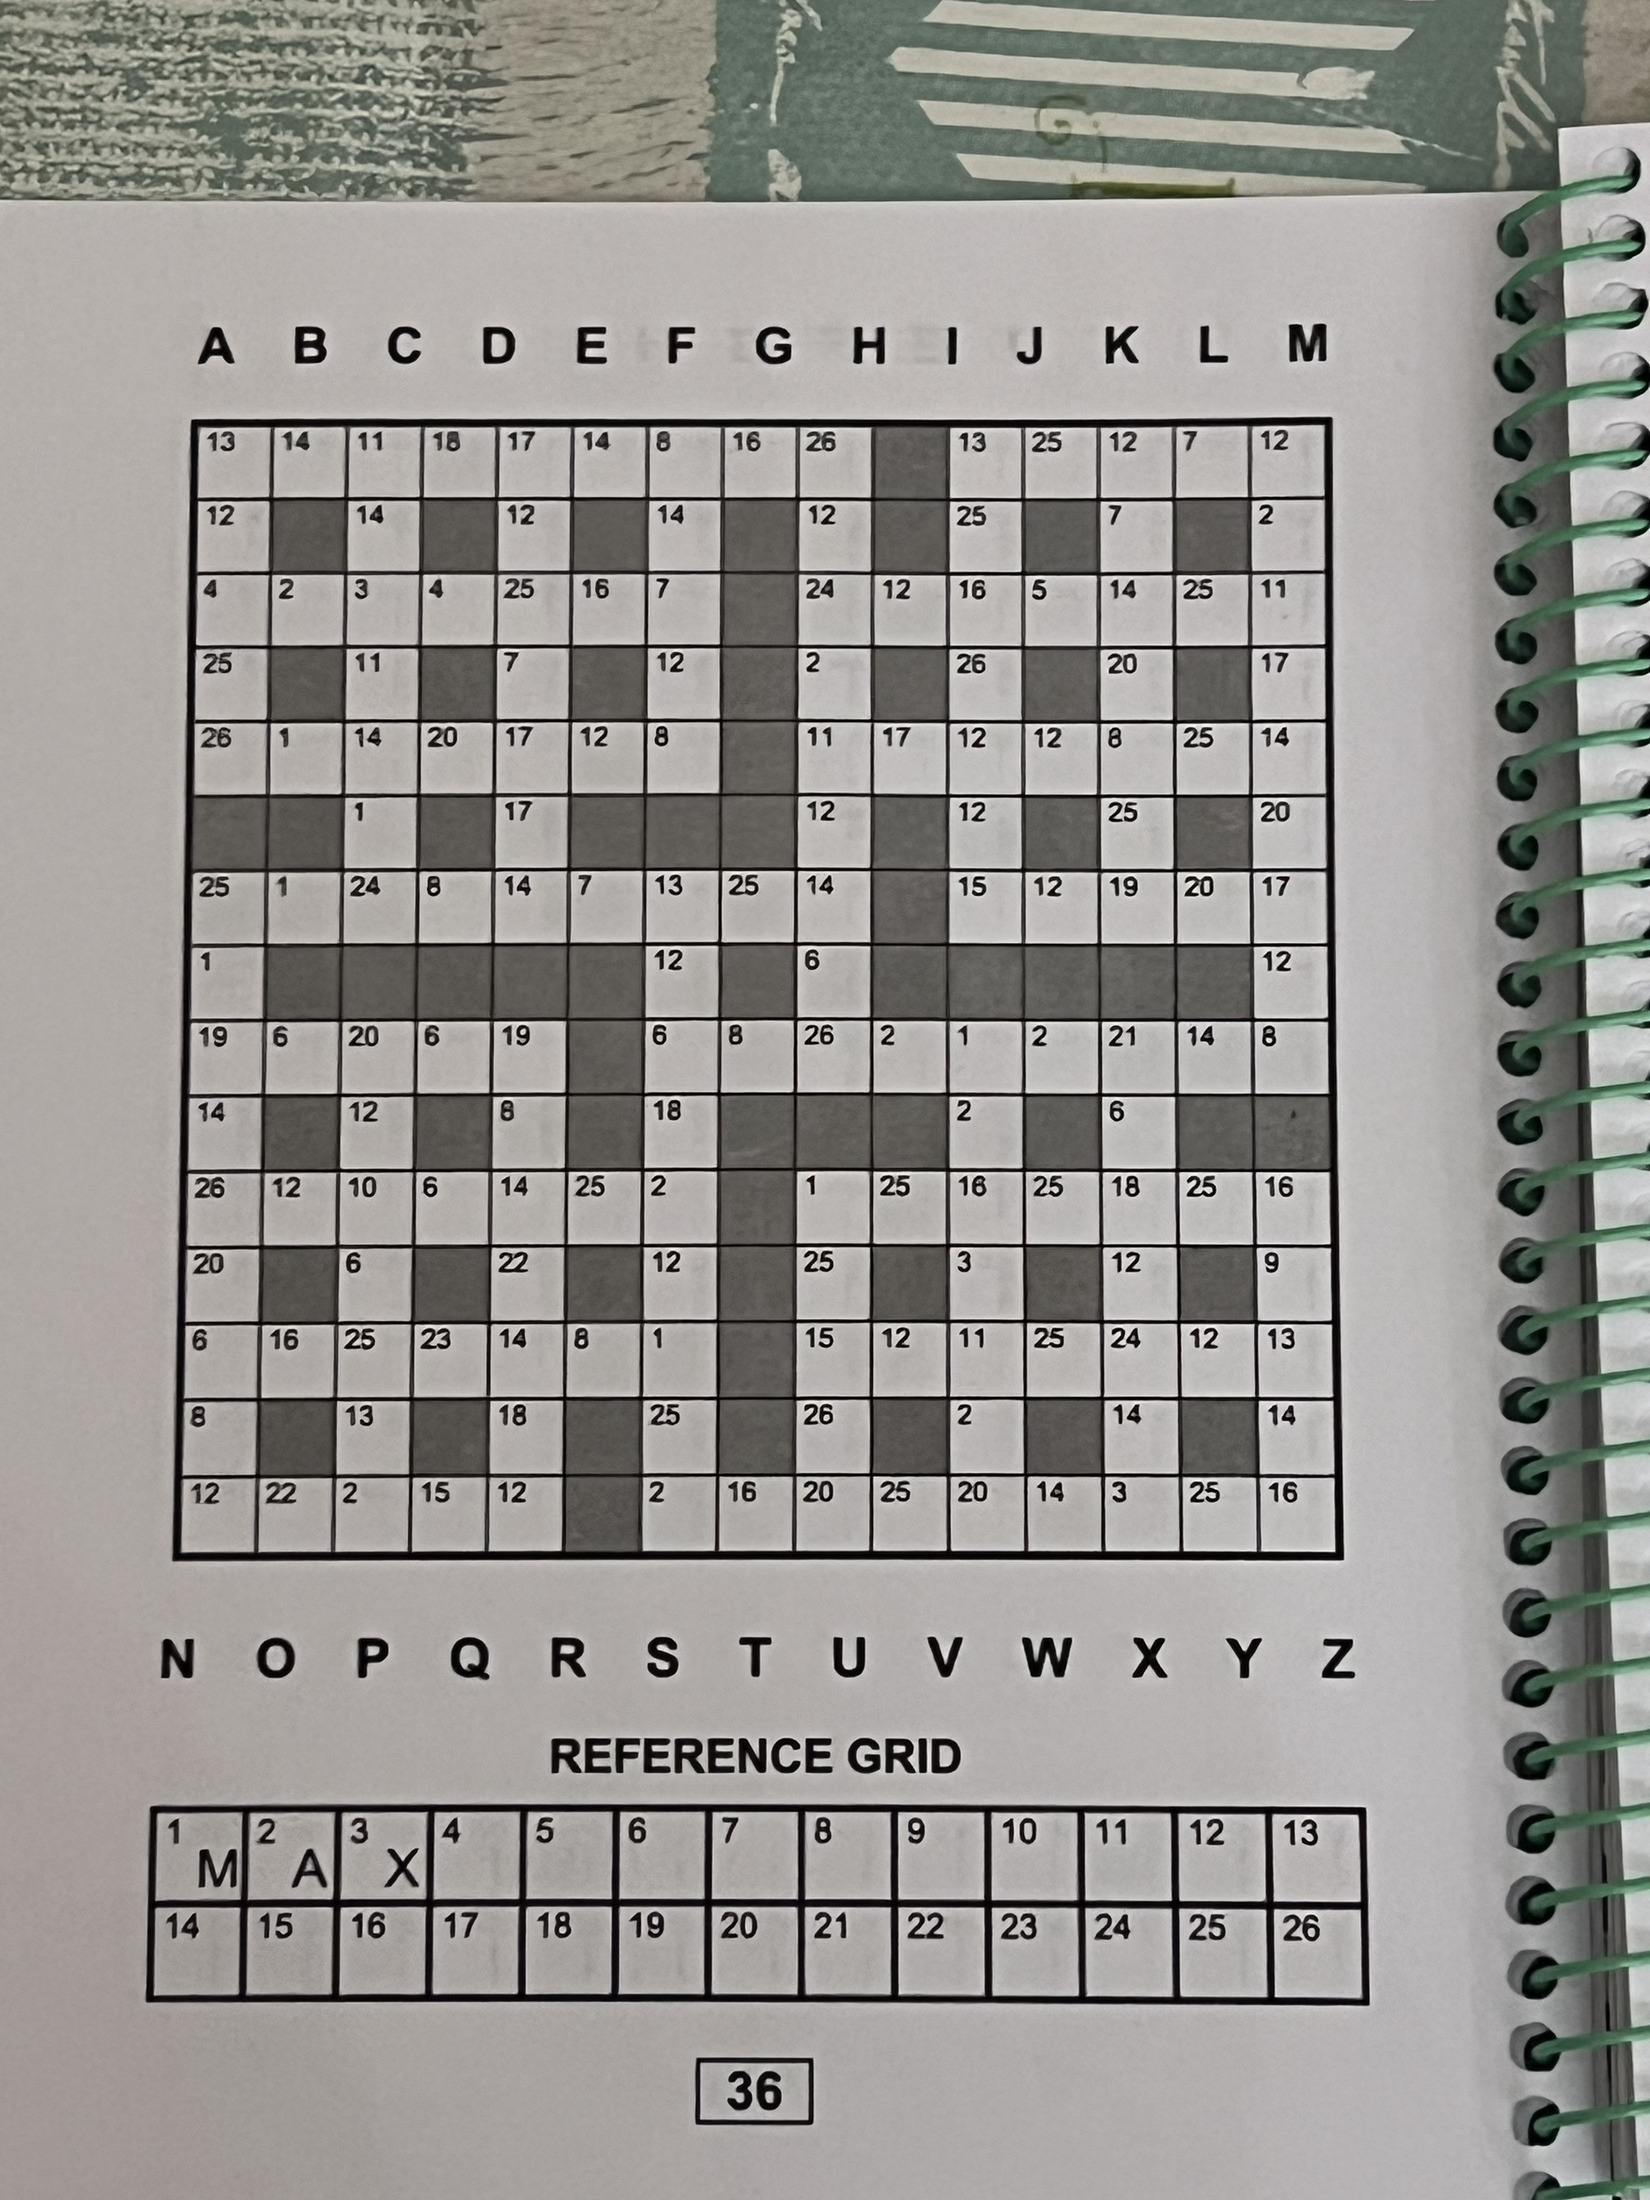 A B C D E F G H I J K L M
13 14 11 18 17 14 8 16 26 13 25 12 7 12
12 14 12 14 12 25 7 2
4 2 3 4 25 16 7 24 12 16 5 14 25 11
25 11 7 12 2 26 20 17
26 1 14 20 17 12 8 11 17 12 12 8 25 14
1 17 12 12 25 20
25 1 24 8 14 7 13 25 14 15 12 19 20 17
1 12 6 12
19 6 20 6 19 6 8 26 2 1 2 21 14 8
14 12 8 18 2 6
26 12 10 6 14 25 2 1 25 16 25 18 25 16
20 6 22 12 25 3 12 9
6 16 25 23 14 8 1 15 12 11 25 24 12 13
8 13 18 25 26 2 14 14
12 22 2 15 12 2 16 20 25 20 14 3 25 16
N O P Q R S T U V W X Y Z
REFERENCE GRID
1 M 2 A 3 X 4 5 6 7 8 9 10 11 12 13
14 15 16 17 18 19 20 21 22 23 24 25 26
36